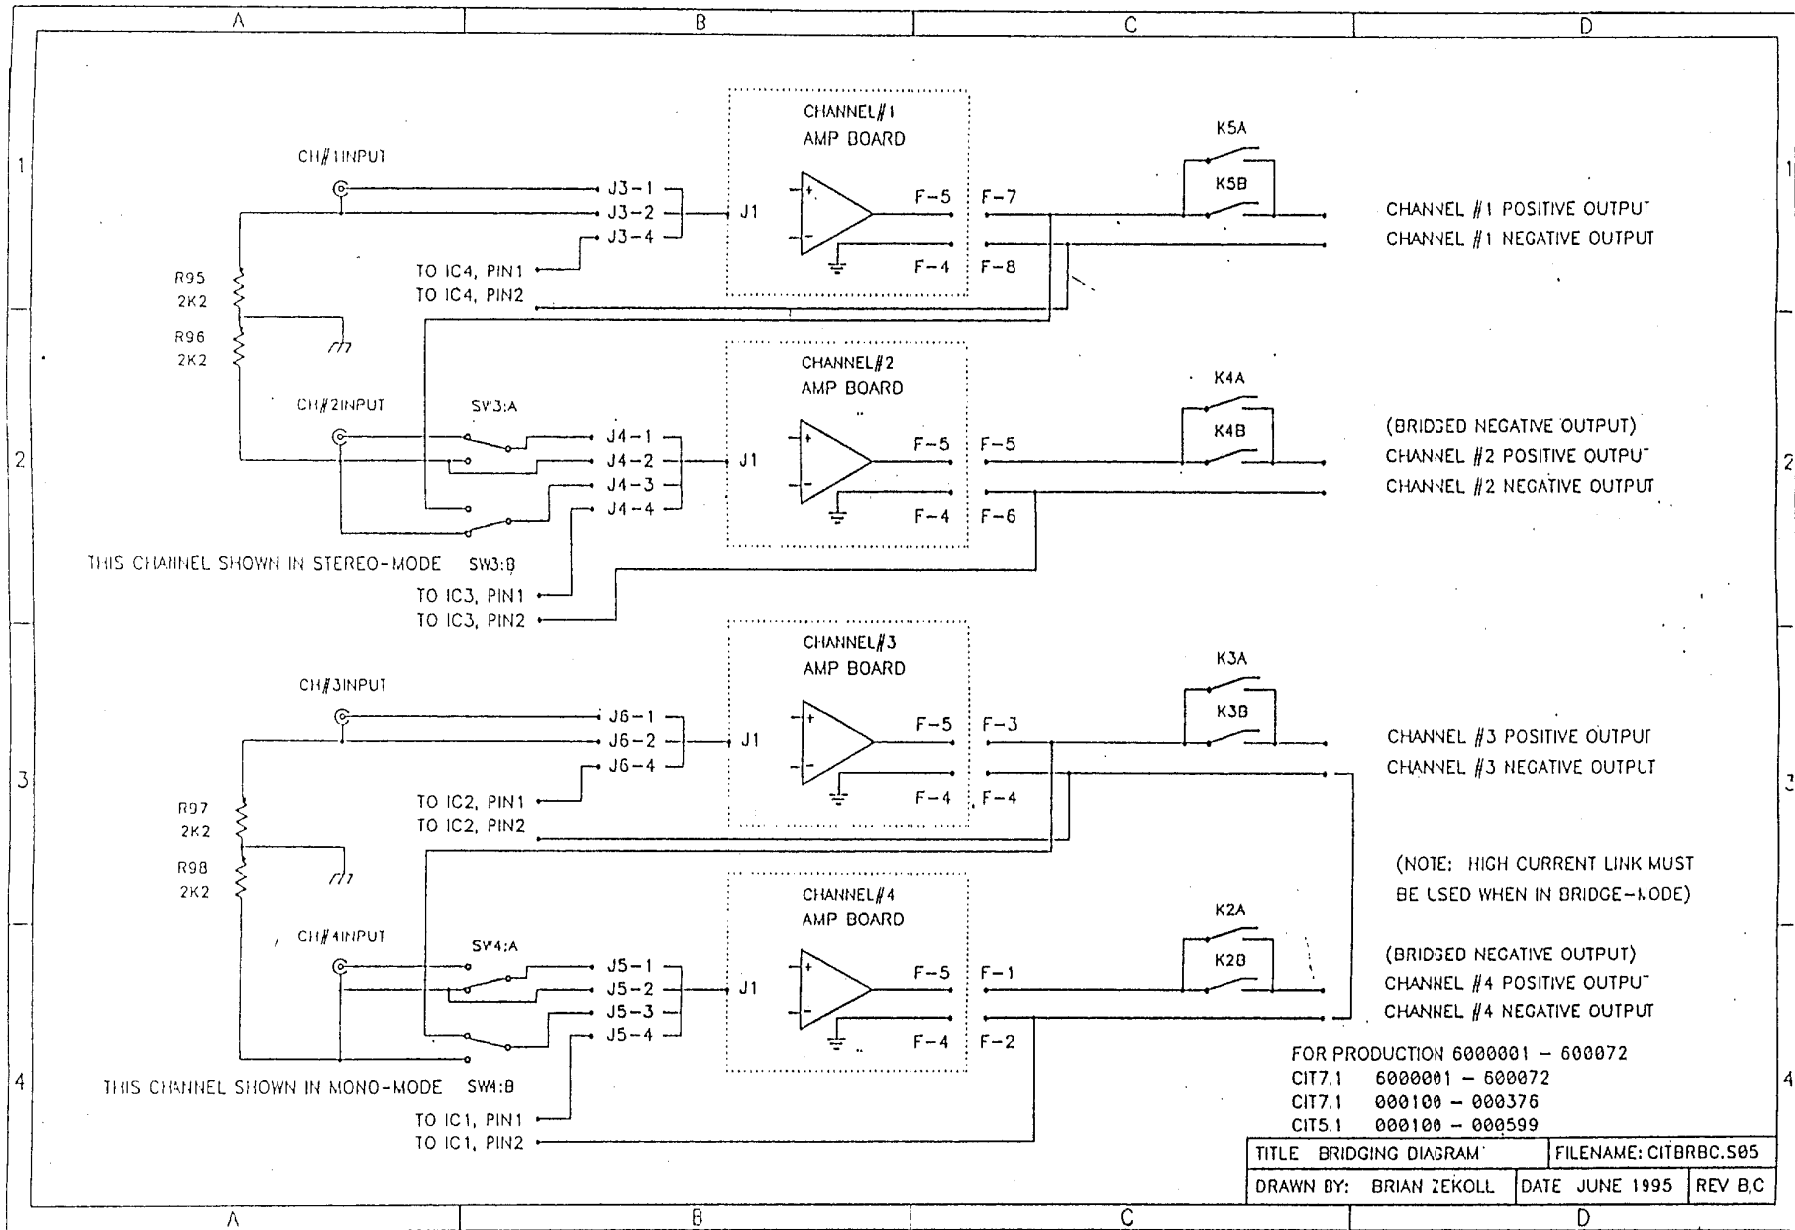 A B C D
CHANNEL#1
AMP BOARD
K5A
CH#1INPUT
1 1
J3-1
K5B
F-5 F-7
J3-2 J1
CHANNEL #1 POSITIVE OUTPUT
J3-4
CHANNEL #1 NEGATIVE OUTPUT
TO IC4, PIN1
F-4 F-8
R95
2K2
TO IC4, PIN2
R96
2K2
CHANNEL#2
AMP BOARD
K4A
CH#2INPUT
SW3:A
(BRIDGED NEGATIVE OUTPUT)
J4-1
K4B
F-5 F-5
2 2
J4-2 J1
CHANNEL #2 POSITIVE OUTPUT
J4-3
CHANNEL #2 NEGATIVE OUTPUT
J4-4
F-4 F-6
THIS CHANNEL SHOWN IN STEREO-MODE SW3:B
TO IC3, PIN1
TO IC3, PIN2
CHANNEL#3
AMP BOARD
K3A
CH#3INPUT
J6-1
K3B
F-5 F-3
J6-2 J1
CHANNEL #3 POSITIVE OUTPUT
J6-4
CHANNEL #3 NEGATIVE OUTPUT
3 3
TO IC2, PIN1
F-4 F-4
R97
2K2
TO IC2, PIN2
R98
2K2
(NOTE: HIGH CURRENT LINK MUST
BE USED WHEN IN BRIDGE-MODE)
CHANNEL#4
AMP BOARD
K2A
CH#4INPUT
SW4:A
(BRIDGED NEGATIVE OUTPUT)
J5-1
K2B
F-5 F-1
J5-2 J1
CHANNEL #4 POSITIVE OUTPUT
J5-3
CHANNEL #4 NEGATIVE OUTPUT
J5-4
F-4 F-2
FOR PRODUCTION 6000001 - 600072
CIT7.1 6000001 - 600072
4 4
THIS CHANNEL SHOWN IN MONO-MODE SW4:B
CIT7.1 000100 - 000376
CIT5.1 000100 - 000599
TO IC1, PIN1
TO IC1, PIN2
TITLE BRIDGING DIAGRAM FILENAME: CITBRBC.S05
DRAWN BY: BRIAN ZEKOLL DATE JUNE 1995 REV B,C
A B C D